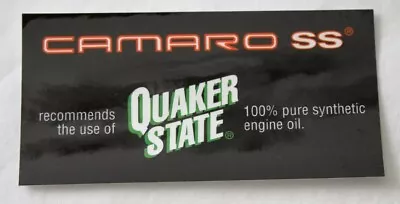 CAMARO SS®
recommends
the use of
QUAKER
STATE®
100% pure synthetic
engine oil.